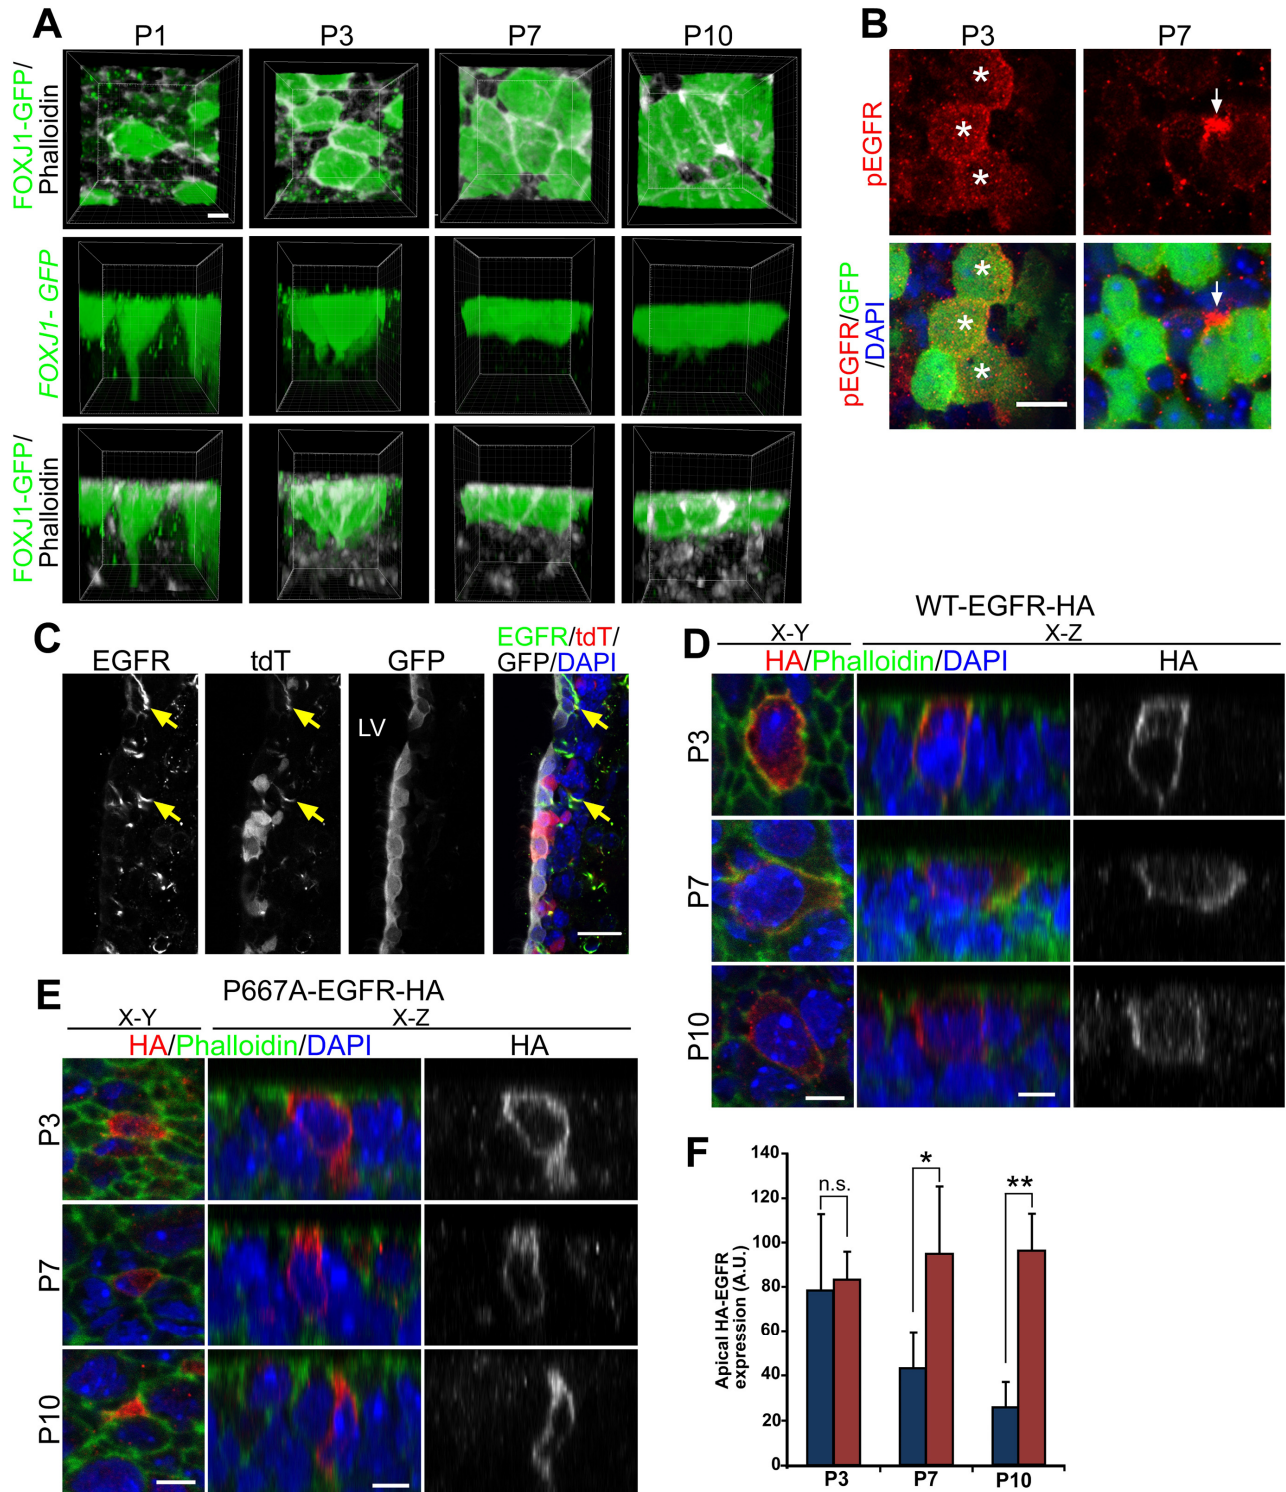 A
P1 P3 P7 P10
FOXJ1-GFP/
Phalloidin
FOXJ1- GFP
FOXJ1-GFP/
Phalloidin
B
P3 P7
pEGFR
* * *
pEGFR/GFP
/DAPI
* * *
C
EGFR tdT GFP EGFR/tdT/
GFP/DAPI
LV
WT-EGFR-HA
D
X-Y X-Z
HA/Phalloidin/DAPI HA
P3
P7
P10
E
P667A-EGFR-HA
X-Y X-Z
HA/Phalloidin/DAPI HA
P3
P7
P10
F
Apical HA-EGFR
expression (A.U.)
140
120
100
80
60
40
20
0
n.s. * **
P3 P7 P10